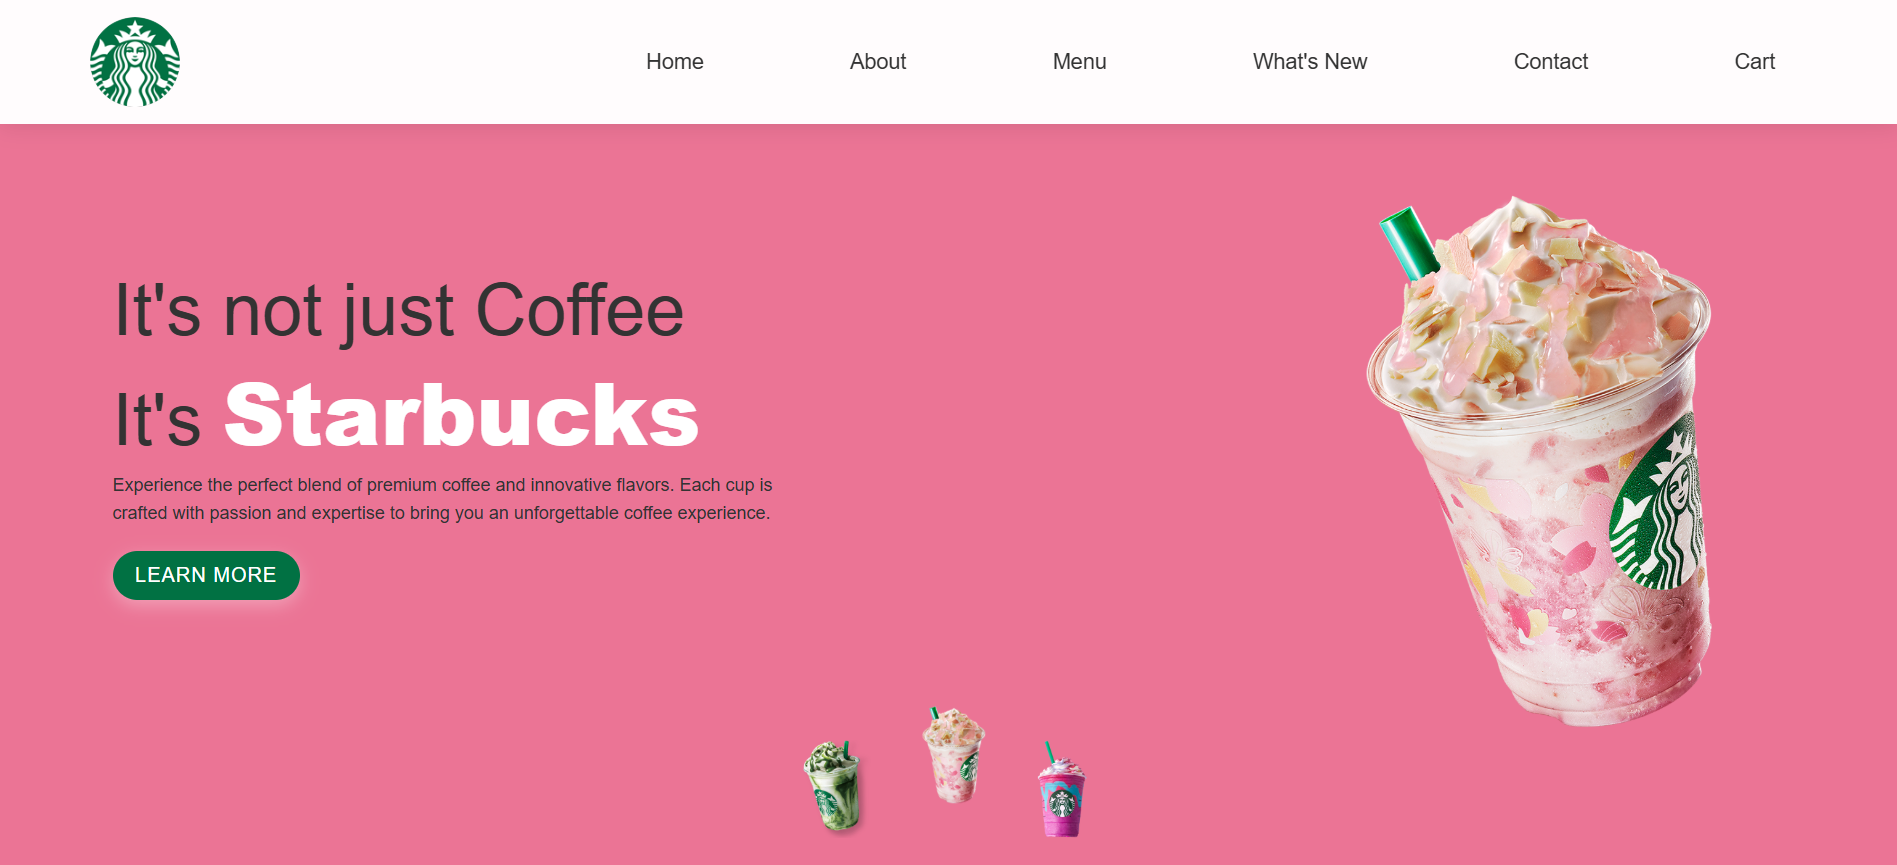 Home About Menu What's New Contact Cart
It's not just Coffee
It's Starbucks
Experience the perfect blend of premium coffee and innovative flavors. Each cup is
crafted with passion and expertise to bring you an unforgettable coffee experience.
LEARN MORE